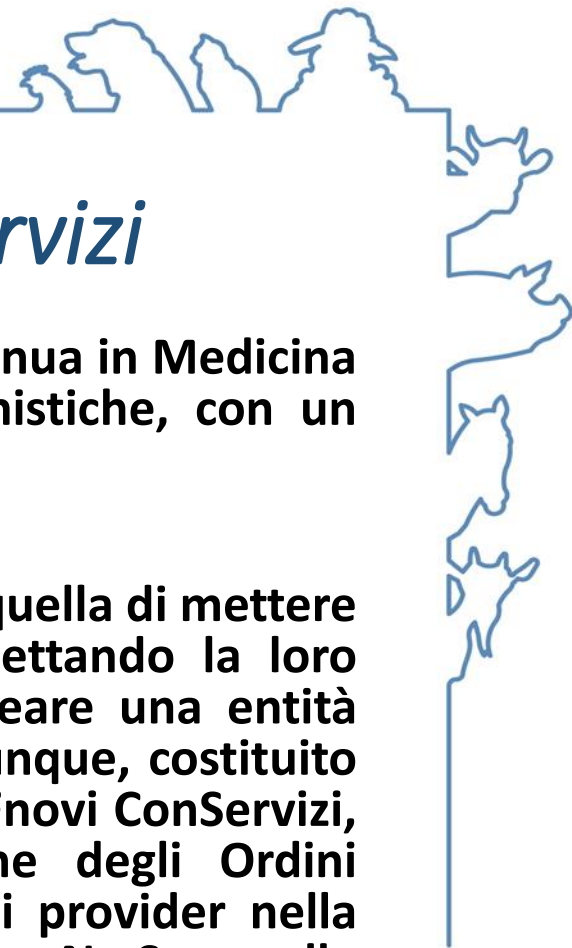 rvizi
nua in Medicina
nistiche, con un
quella di mettere
ettando la loro
eare una entità
unque, costituito
novi ConServizi,
ne degli Ordini
i provider nella